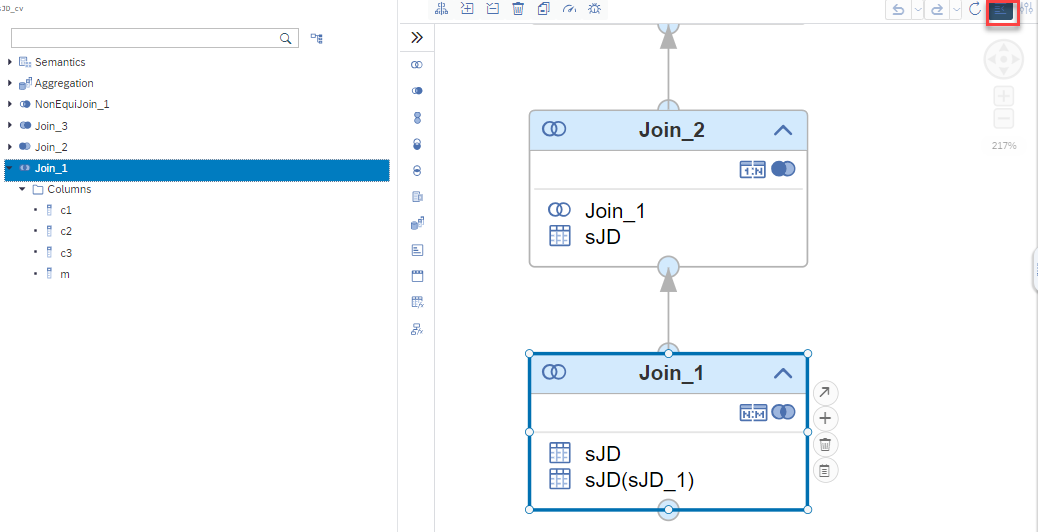 sJD_cv
Semantics
Aggregation
NonEquiJoin_1
Join_3
Join_2
Join_1
Columns
c1
c2
c3
m
Join_2
1:N
Join_1
sJD
217%
Join_1
N:M
sJD
sJD(sJD_1)